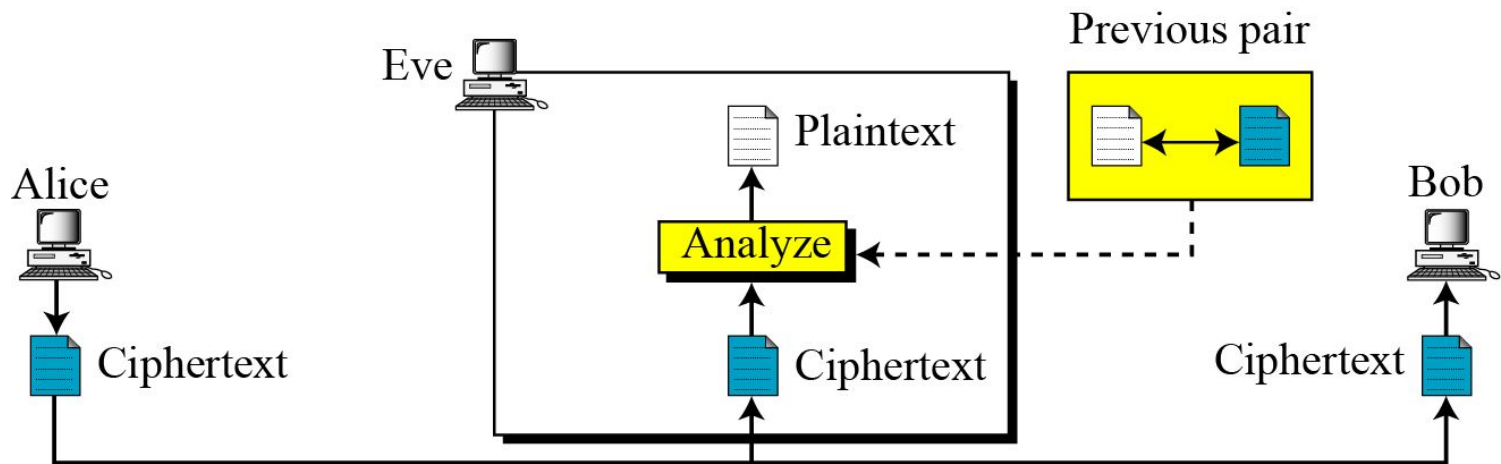 Previous pair
Eve
Plaintext
Alice
Bob
Analyze
Ciphertext
Ciphertext
Ciphertext